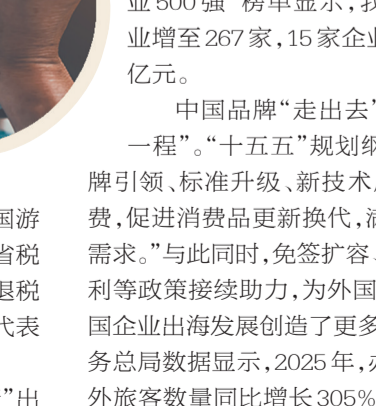 业500强”榜单显示，我
业增至267家，15家企业
亿元。
中国品牌“走出去”
一程”。“十五五”规划纲
牌引领、标准升级、新技术
费，促进消费品更新换代，满
需求。”与此同时，免签扩容、
利等政策接续助力，为外国
国企业出海发展创造了更多
务总局数据显示，2025年，办
外旅客数量同比增长305%
国游
省税
退税
代表
”出